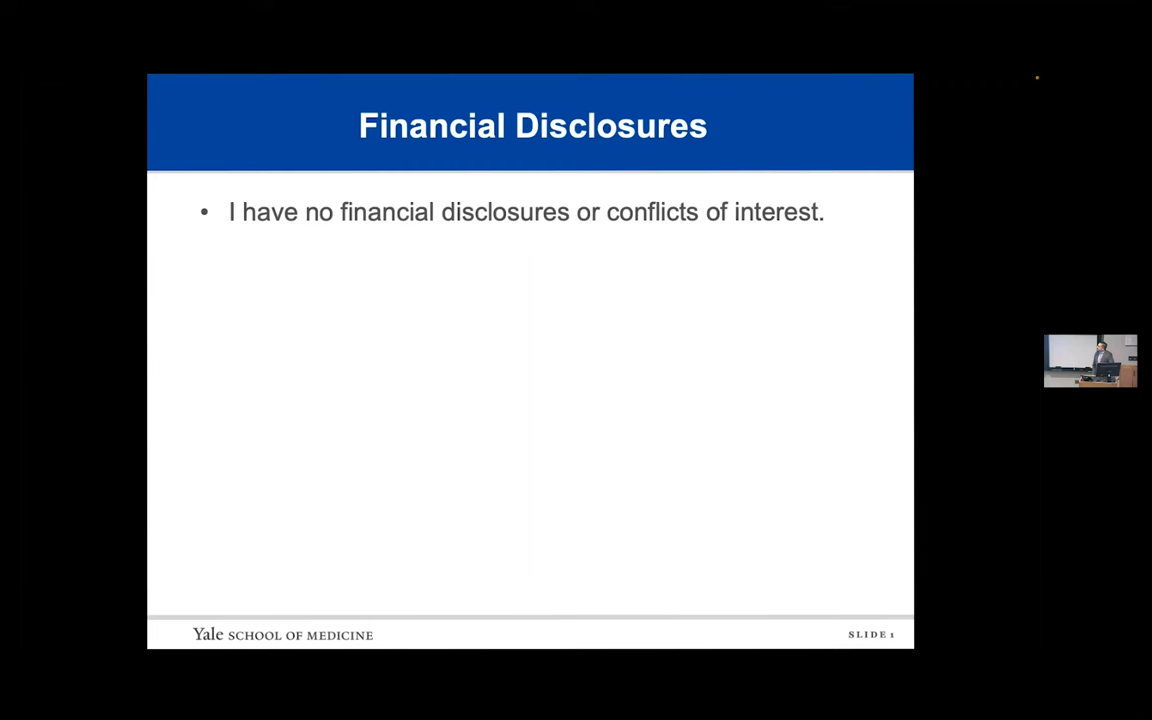 Financial Disclosures
• I have no financial disclosures or conflicts of interest.
Yale SCHOOL OF MEDICINE
SLIDE 1